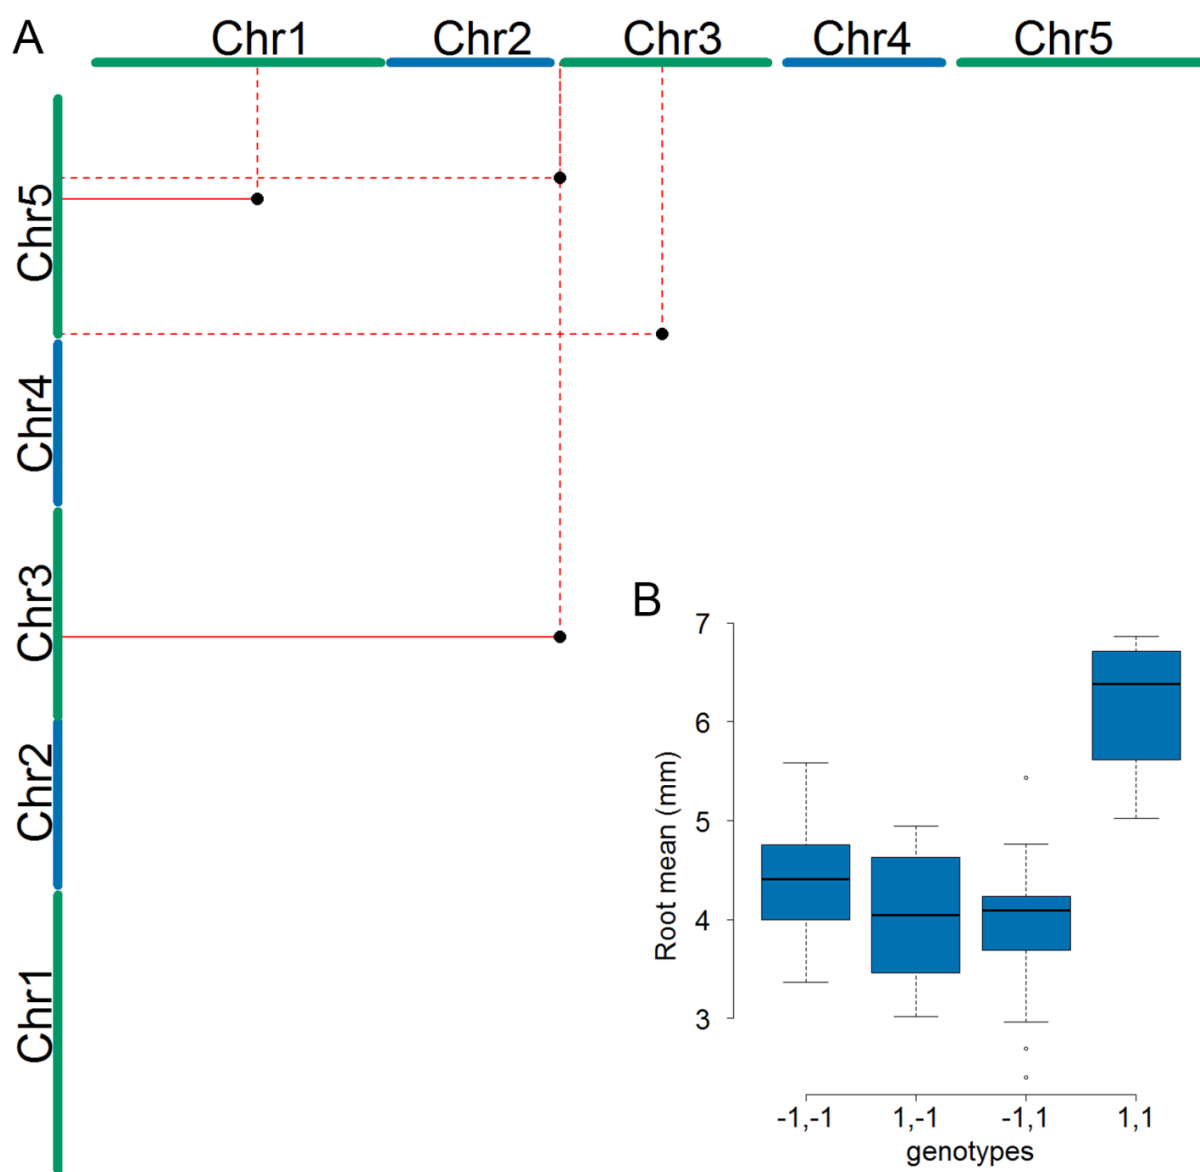 A
Chr1 Chr2 Chr3 Chr4 Chr5
Chr5
Chr4
Chr3
Chr2
Chr1
B
7
6
5
4
3
Root mean (mm)
-1,-1 1,-1 -1,1 1,1
genotypes